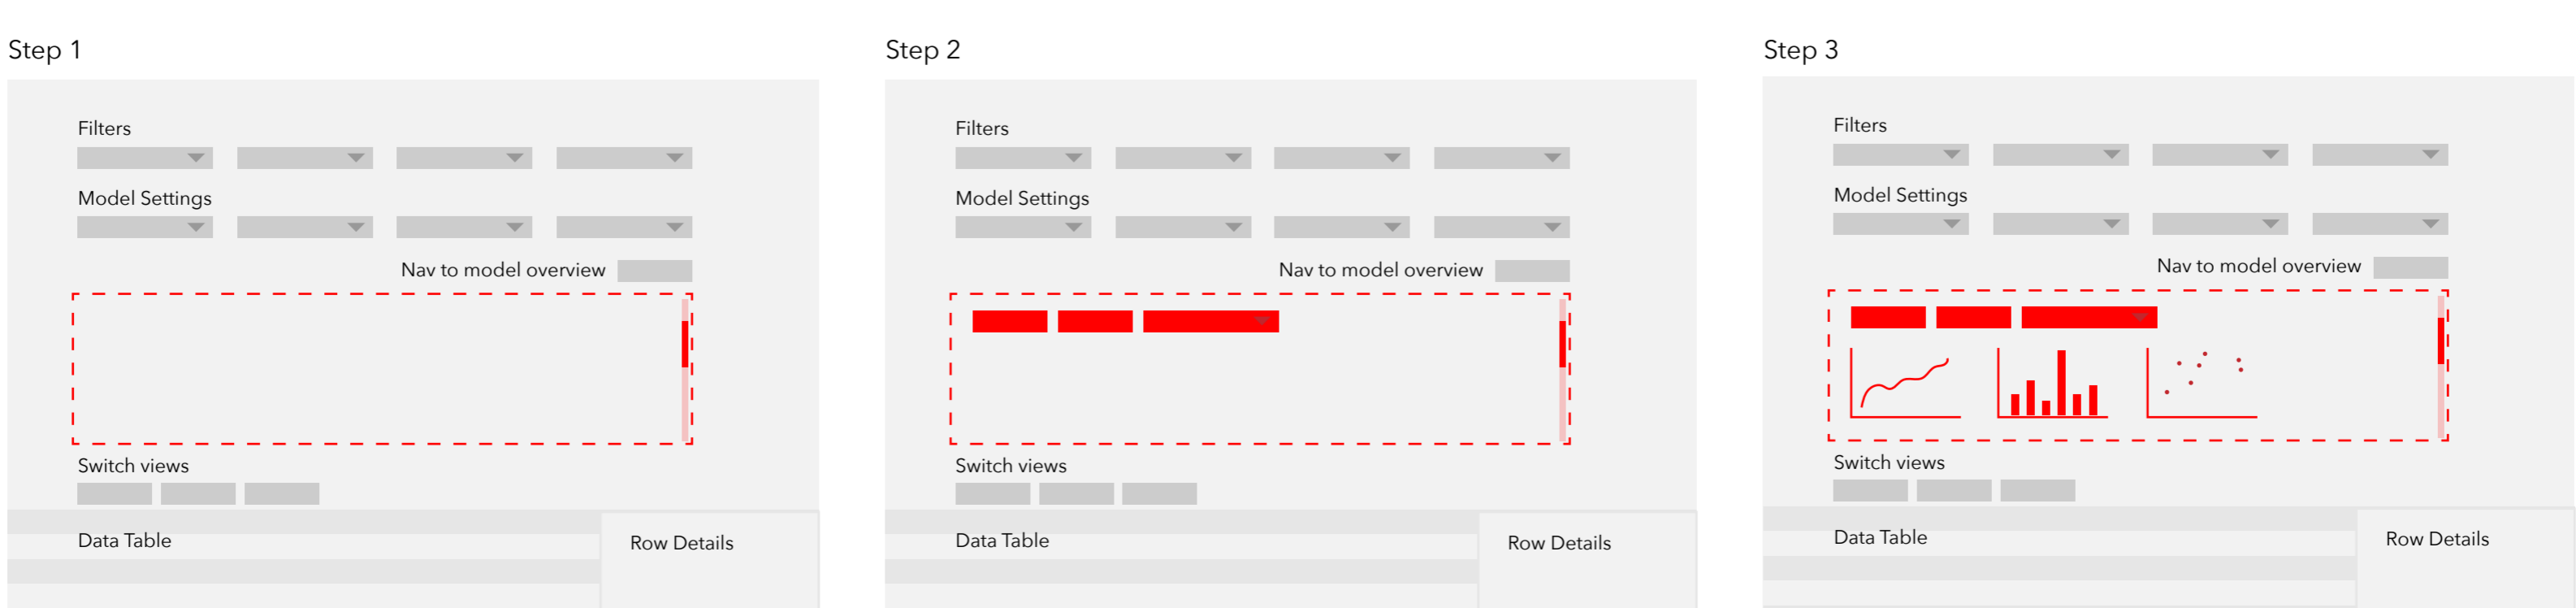 Step 1
Filters
Model Settings
Nav to model overview
Switch views
Data Table
Row Details
Step 2
Filters
Model Settings
Nav to model overview
Switch views
Data Table
Row Details
Step 3
Filters
Model Settings
Nav to model overview
Switch views
Data Table
Row Details